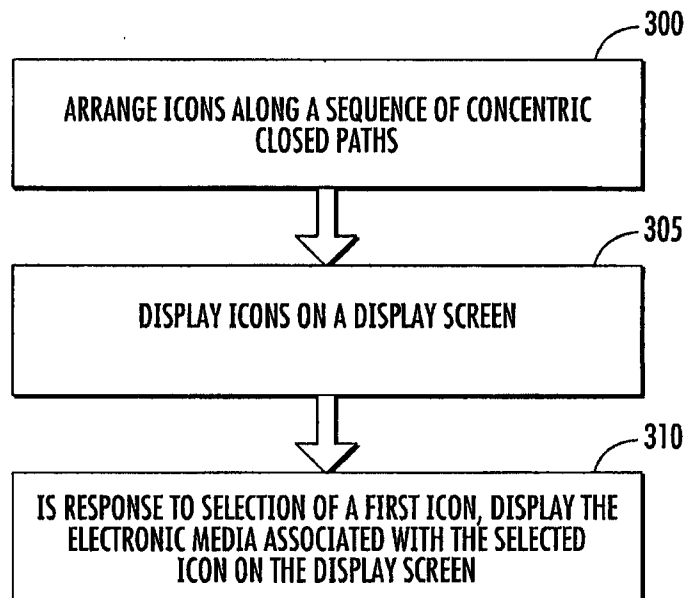 300
ARRANGE ICONS ALONG A SEQUENCE OF CONCENTRIC
CLOSED PATHS
305
DISPLAY ICONS ON A DISPLAY SCREEN
310
IS RESPONSE TO SELECTION OF A FIRST ICON, DISPLAY THE
ELECTRONIC MEDIA ASSOCIATED WITH THE SELECTED
ICON ON THE DISPLAY SCREEN